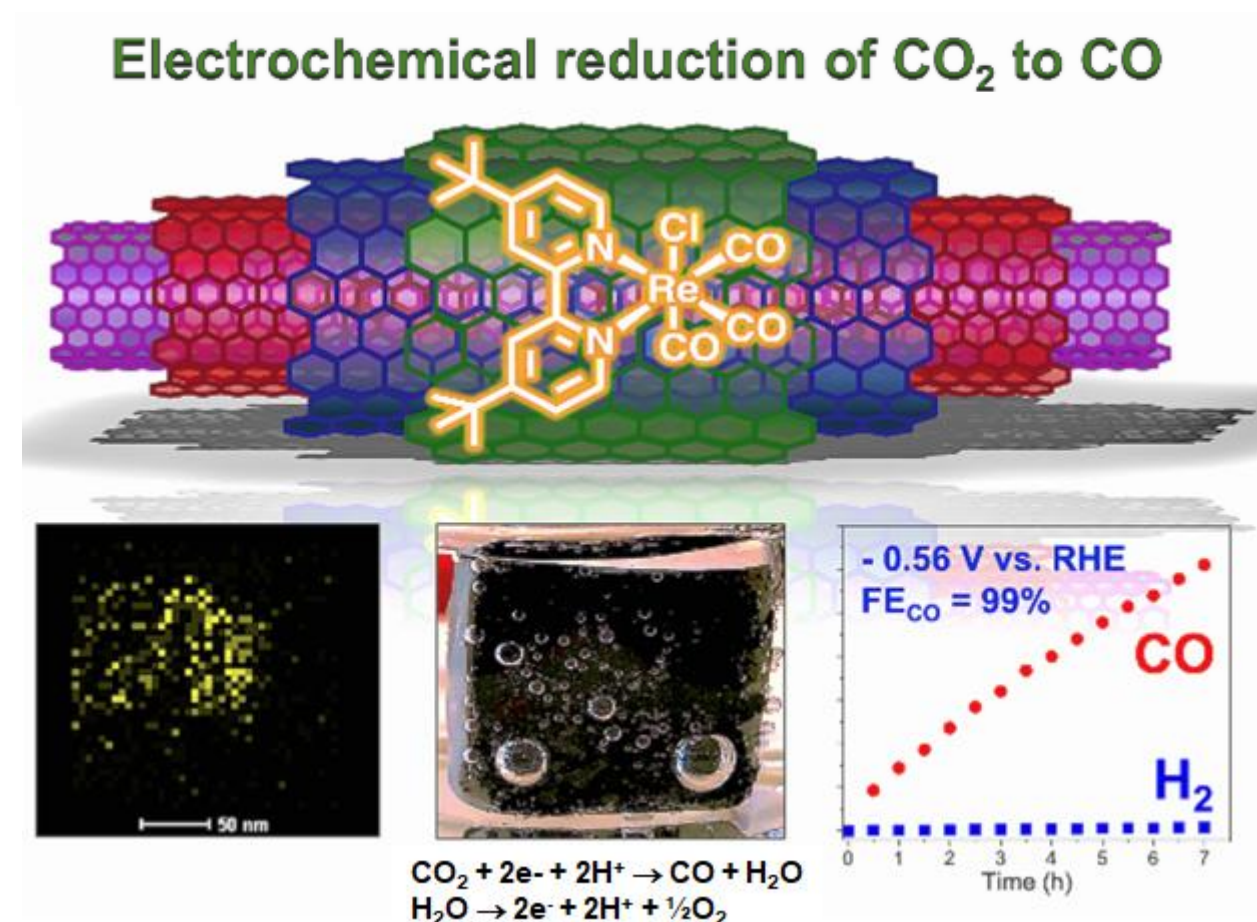 Electrochemical reduction of CO₂ to CO
Cl
N
CO
Re
CO
N
CO
50 nm
- 0.56 V vs. RHE
FE_CO = 99%
CO
H₂
0 1 2 3 4 5 6 7
Time (h)
CO₂ + 2e- + 2H⁺ → CO + H₂O
H₂O → 2e⁻ + 2H⁺ + ½O₂